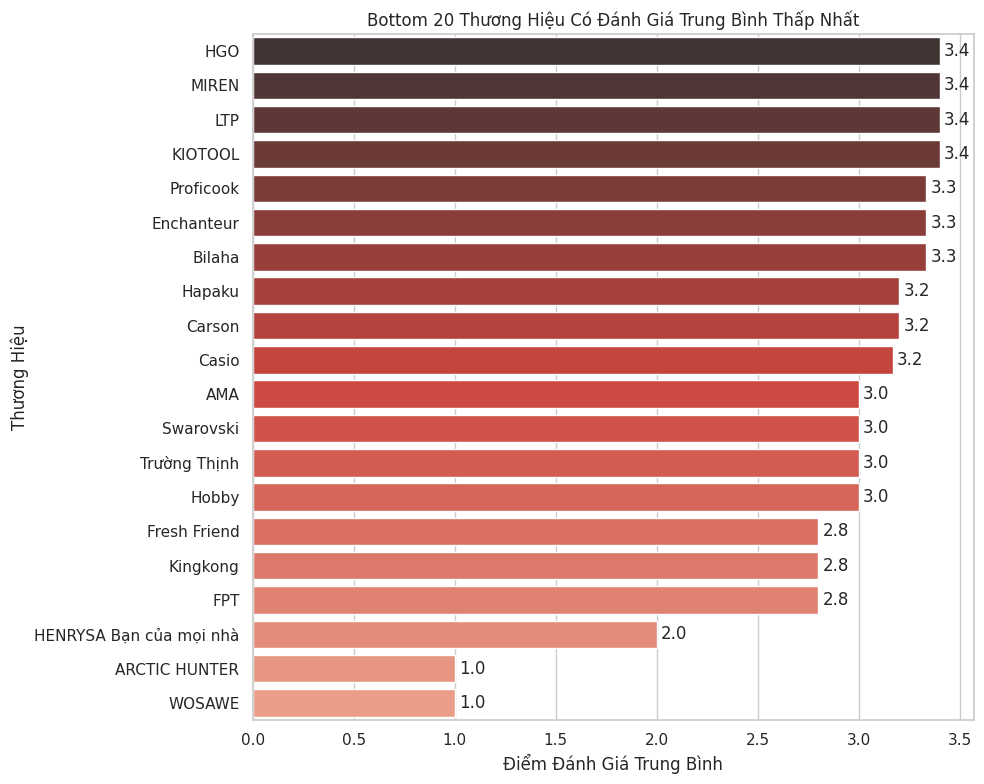 Bottom 20 Thương Hiệu Có Đánh Giá Trung Bình Thấp Nhất
Thương Hiệu
HGO 3.4
MIREN 3.4
LTP 3.4
KIOTOOL 3.4
Proficook 3.3
Enchanteur 3.3
Bilaha 3.3
Hapaku 3.2
Carson 3.2
Casio 3.2
AMA 3.0
Swarovski 3.0
Trường Thịnh 3.0
Hobby 3.0
Fresh Friend 2.8
Kingkong 2.8
FPT 2.8
HENRYSA Bạn của mọi nhà 2.0
ARCTIC HUNTER 1.0
WOSAWE 1.0
0.0 0.5 1.0 1.5 2.0 2.5 3.0 3.5
Điểm Đánh Giá Trung Bình